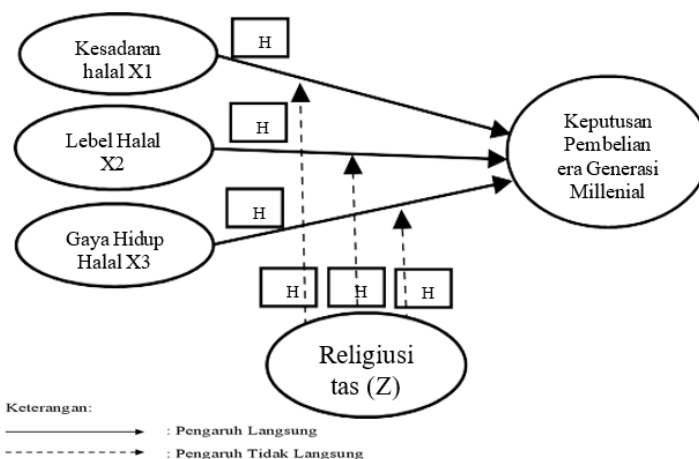 H
Kesadaran
halal X1
H
Lebel Halal
X2
H
Gaya Hidup
Halal X3
Keputusan
Pembelian
era Generasi
Millenial
H
H
H
Religiusi
tas (Z)
Keterangan:
: Pengaruh Langsung
: Pengaruh Tidak Langsung